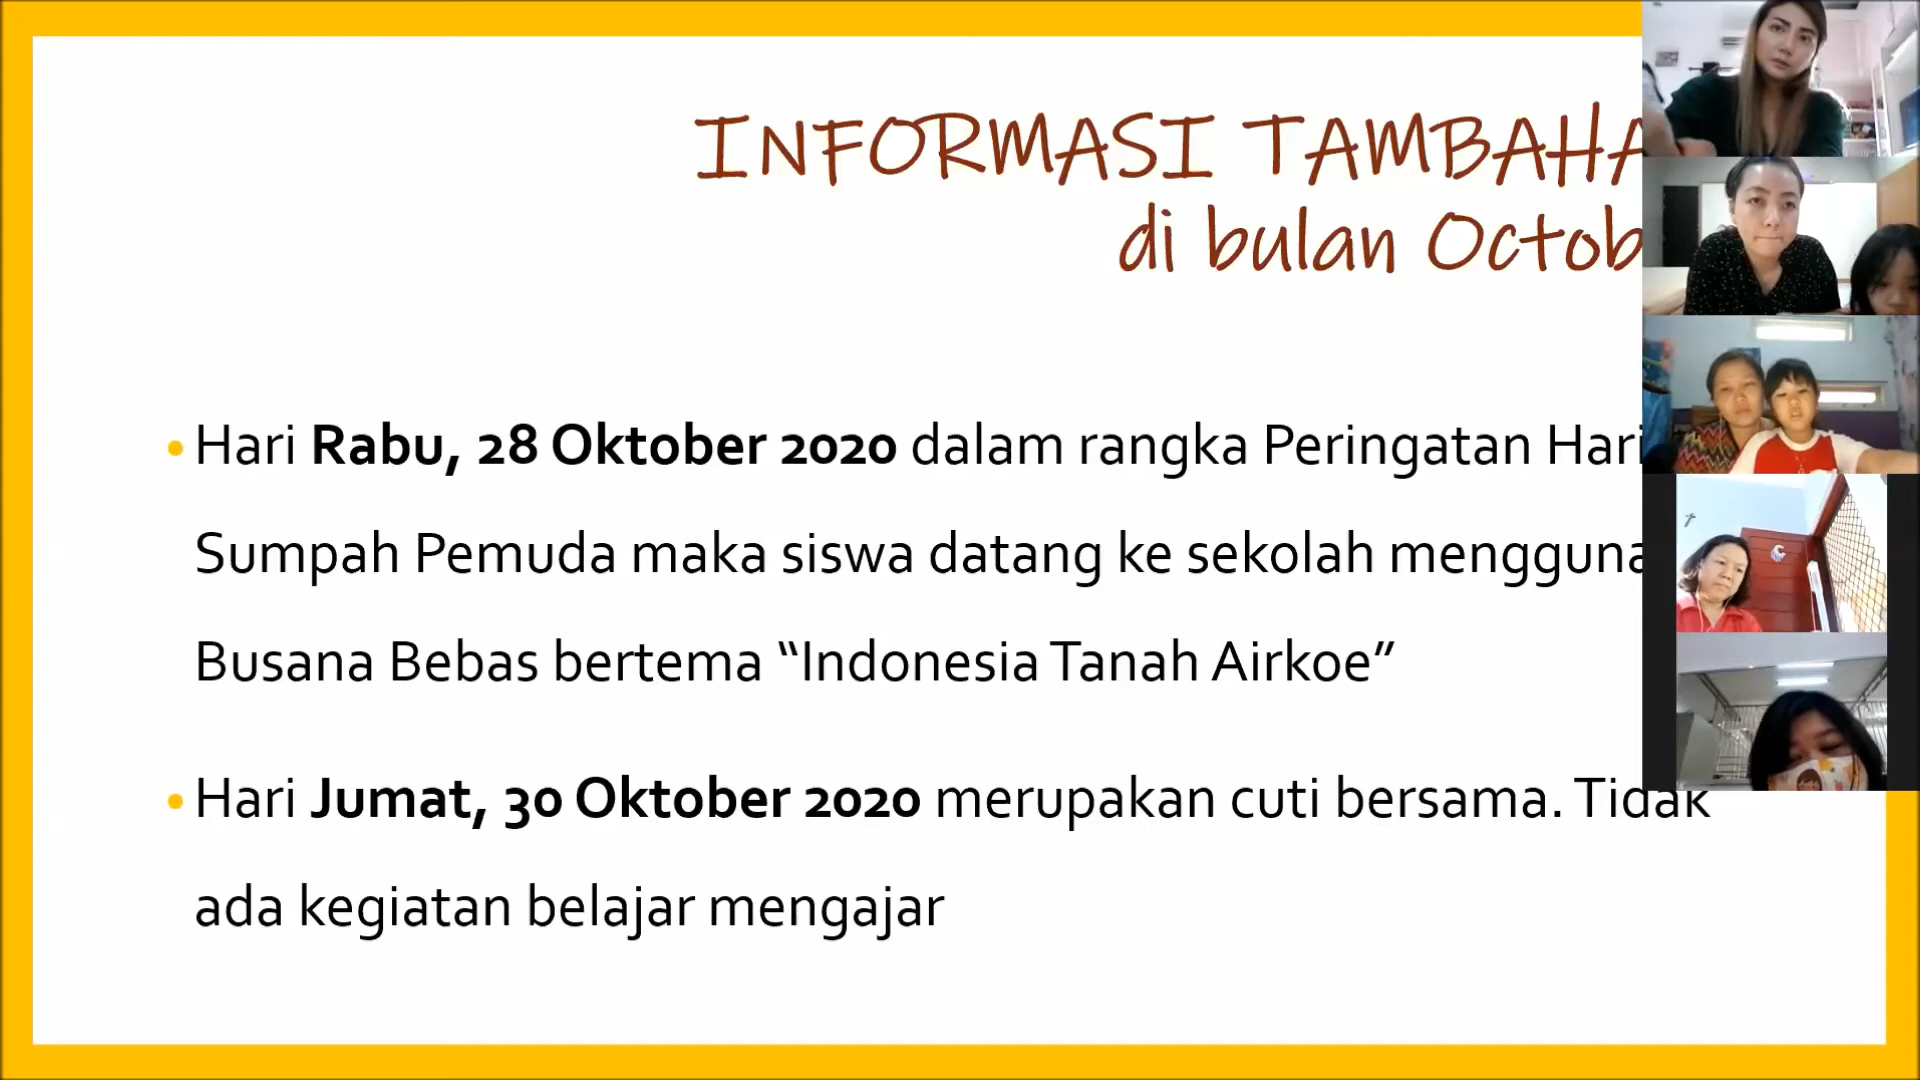 INFORMASI TAMBAHA
di bulan Octob
• Hari Rabu, 28 Oktober 2020 dalam rangka Peringatan Hari
Sumpah Pemuda maka siswa datang ke sekolah mengguna
Busana Bebas bertema “Indonesia Tanah Airkoe”
• Hari Jumat, 30 Oktober 2020 merupakan cuti bersama. Tidak
ada kegiatan belajar mengajar